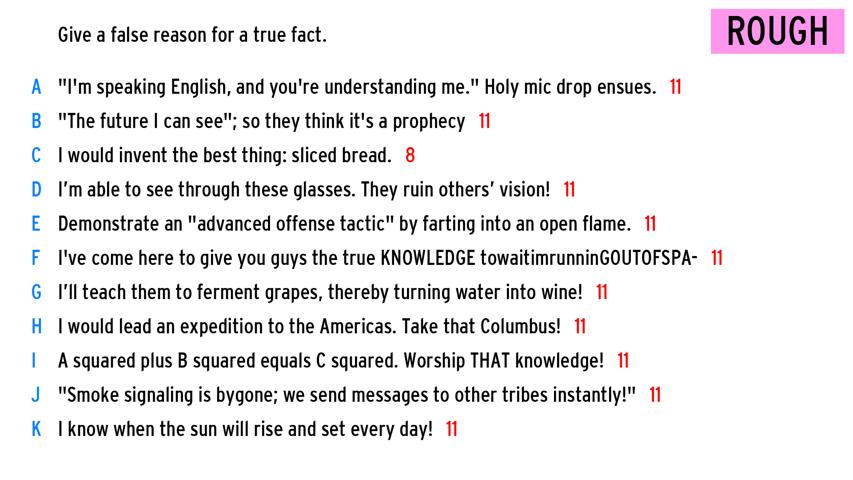 Give a false reason for a true fact.
ROUGH
A "I'm speaking English, and you're understanding me." Holy mic drop ensues. 11
B "The future I can see"; so they think it's a prophecy 11
C I would invent the best thing: sliced bread. 8
D I’m able to see through these glasses. They ruin others’ vision! 11
E Demonstrate an "advanced offense tactic" by farting into an open flame. 11
F I've come here to give you guys the true KNOWLEDGE towaitimrunninGOUTOFSPA- 11
G I’ll teach them to ferment grapes, thereby turning water into wine! 11
H I would lead an expedition to the Americas. Take that Columbus! 11
I A squared plus B squared equals C squared. Worship THAT knowledge! 11
J "Smoke signaling is bygone; we send messages to other tribes instantly!" 11
K I know when the sun will rise and set every day! 11